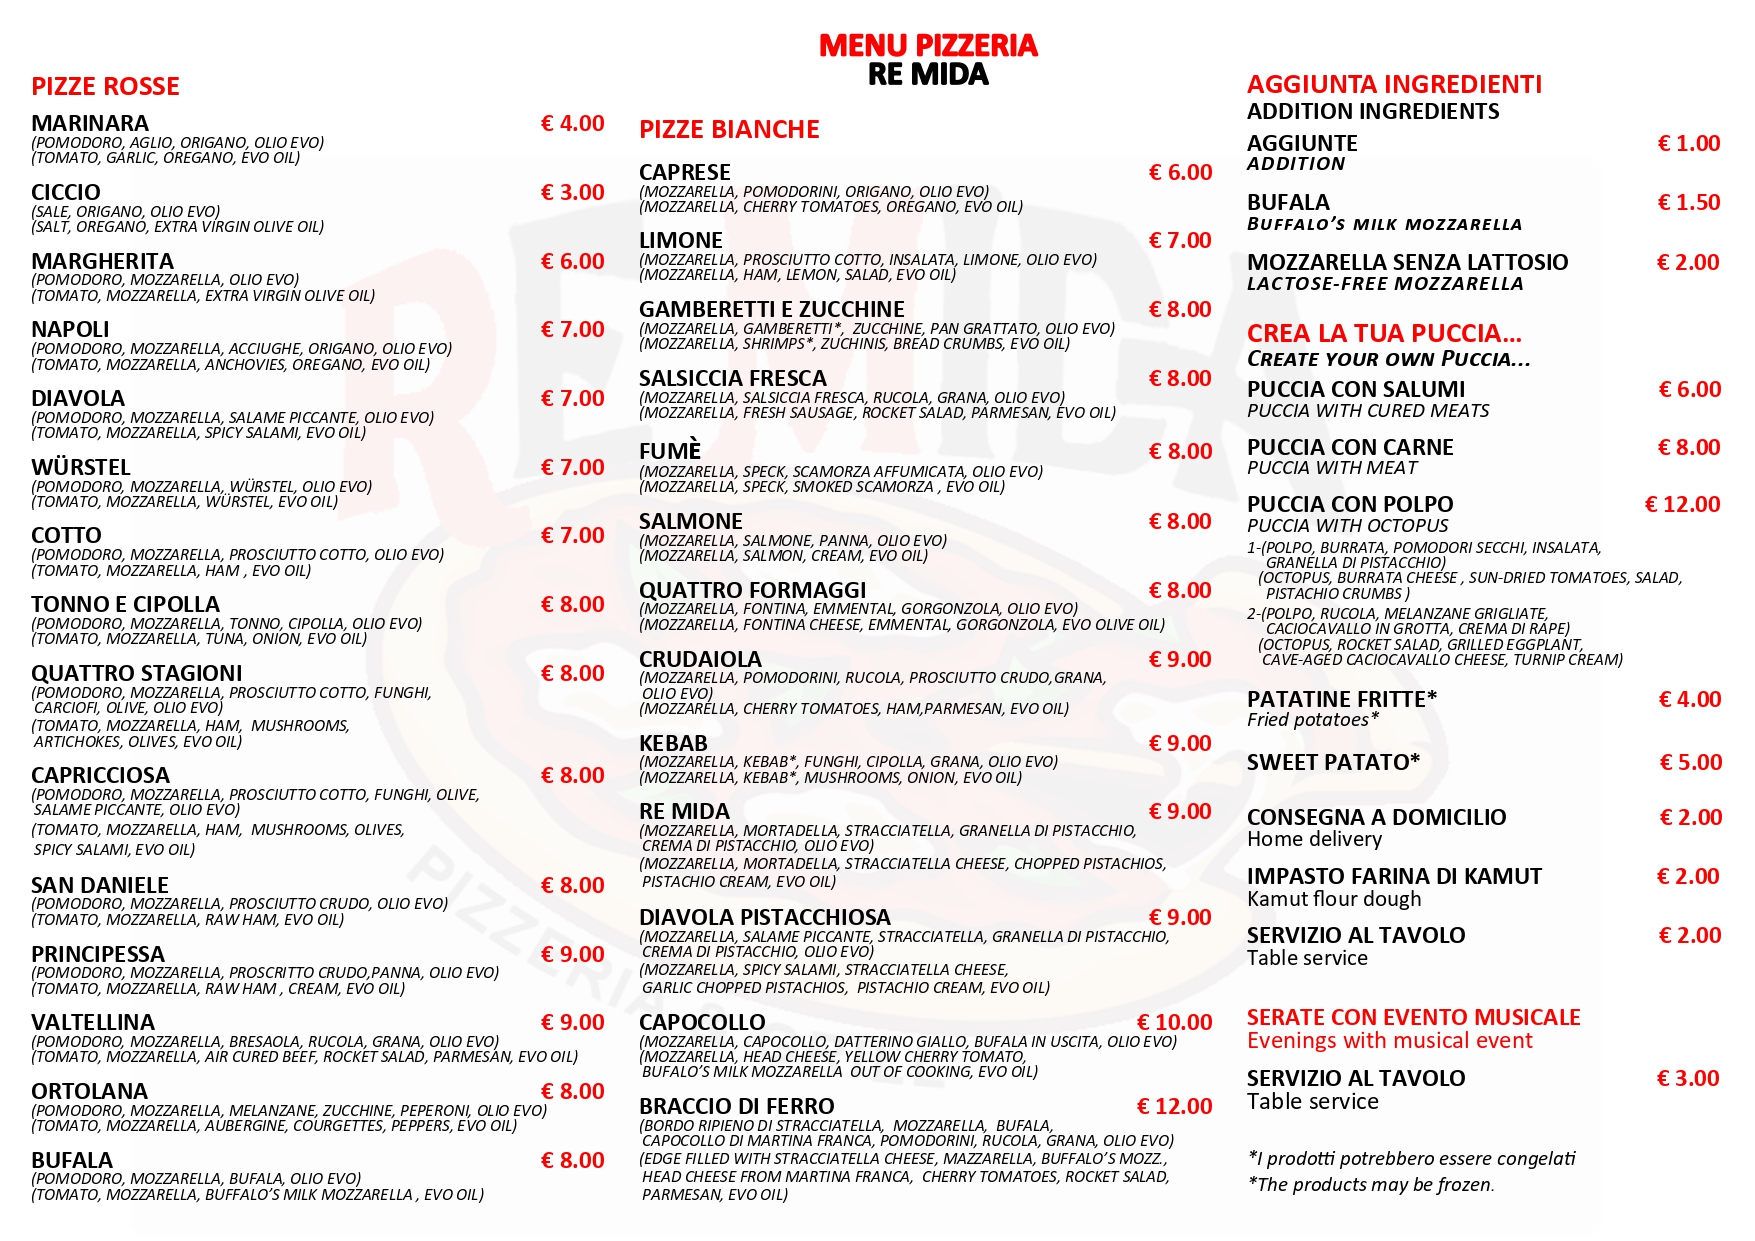 MENU PIZZERIA
RE MIDA
PIZZE ROSSE
MARINARA € 4.00
(POMODORO, AGLIO, ORIGANO, OLIO EVO)
(TOMATO, GARLIC, OREGANO, EVO OIL)
CICCIO € 3.00
(SALE, ORIGANO, OLIO EVO)
(SALT, OREGANO, EXTRA VIRGIN OLIVE OIL)
MARGHERITA € 6.00
(POMODORO, MOZZARELLA, OLIO EVO)
(TOMATO, MOZZARELLA, EXTRA VIRGIN OLIVE OIL)
NAPOLI € 7.00
(POMODORO, MOZZARELLA, ACCIUGHE, ORIGANO, OLIO EVO)
(TOMATO, MOZZARELLA, ANCHOVIES, OREGANO, EVO OIL)
DIAVOLA € 7.00
(POMODORO, MOZZARELLA, SALAME PICCANTE, OLIO EVO)
(TOMATO, MOZZARELLA, SPICY SALAMI, EVO OIL)
WÜRSTEL € 7.00
(POMODORO, MOZZARELLA, WÜRSTEL, OLIO EVO)
(TOMATO, MOZZARELLA, WÜRSTEL, EVO OIL)
COTTO € 7.00
(POMODORO, MOZZARELLA, PROSCIUTTO COTTO, OLIO EVO)
(TOMATO, MOZZARELLA, HAM , EVO OIL)
TONNO E CIPOLLA € 8.00
(POMODORO, MOZZARELLA, TONNO, CIPOLLA, OLIO EVO)
(TOMATO, MOZZARELLA, TUNA, ONION, EVO OIL)
QUATTRO STAGIONI € 8.00
(POMODORO, MOZZARELLA, PROSCIUTTO COTTO, FUNGHI,
CARCIOFI, OLIVE, OLIO EVO)
(TOMATO, MOZZARELLA, HAM, MUSHROOMS,
ARTICHOKES, OLIVES, EVO OIL)
CAPRICCIOSA € 8.00
(POMODORO, MOZZARELLA, PROSCIUTTO COTTO, FUNGHI, OLIVE,
SALAME PICCANTE, OLIO EVO)
(TOMATO, MOZZARELLA, HAM, MUSHROOMS, OLIVES,
SPICY SALAMI, EVO OIL)
SAN DANIELE € 8.00
(POMODORO, MOZZARELLA, PROSCIUTTO CRUDO, OLIO EVO)
(TOMATO, MOZZARELLA, RAW HAM, EVO OIL)
PRINCIPESSA € 9.00
(POMODORO, MOZZARELLA, PROSCRITTO CRUDO,PANNA, OLIO EVO)
(TOMATO, MOZZARELLA, RAW HAM , CREAM, EVO OIL)
VALTELLINA € 9.00
(POMODORO, MOZZARELLA, BRESAOLA, RUCOLA, GRANA, OLIO EVO)
(TOMATO, MOZZARELLA, AIR CURED BEEF, ROCKET SALAD, PARMESAN, EVO OIL)
ORTOLANA € 8.00
(POMODORO, MOZZARELLA, MELANZANE, ZUCCHINE, PEPERONI, OLIO EVO)
(TOMATO, MOZZARELLA, AUBERGINE, COURGETTES, PEPPERS, EVO OIL)
BUFALA € 8.00
(POMODORO, MOZZARELLA, BUFALA, OLIO EVO)
(TOMATO, MOZZARELLA, BUFFALO'S MILK MOZZARELLA , EVO OIL)
PIZZE BIANCHE
CAPRESE € 6.00
(MOZZARELLA, POMODORINI, ORIGANO, OLIO EVO)
(MOZZARELLA, CHERRY TOMATOES, OREGANO, EVO OIL)
LIMONE € 7.00
(MOZZARELLA, PROSCIUTTO COTTO, INSALATA, LIMONE, OLIO EVO)
(MOZZARELLA, HAM, LEMON, SALAD, EVO OIL)
GAMBERETTI E ZUCCHINE € 8.00
(MOZZARELLA, GAMBERETTI*, ZUCCHINE, PAN GRATTATO, OLIO EVO)
(MOZZARELLA, SHRIMPS*, ZUCHINIS, BREAD CRUMBS, EVO OIL)
SALSICCIA FRESCA € 8.00
(MOZZARELLA, SALSICCIA FRESCA, RUCOLA, GRANA, OLIO EVO)
(MOZZARELLA, FRESH SAUSAGE, ROCKET SALAD, PARMESAN, EVO OIL)
FUMÈ € 8.00
(MOZZARELLA, SPECK, SCAMORZA AFFUMICATA, OLIO EVO)
(MOZZARELLA, SPECK, SMOKED SCAMORZA , EVO OIL)
SALMONE € 8.00
(MOZZARELLA, SALMONE, PANNA, OLIO EVO)
(MOZZARELLA, SALMON, CREAM, EVO OIL)
QUATTRO FORMAGGI € 8.00
(MOZZARELLA, FONTINA, EMMENTAL, GORGONZOLA, OLIO EVO)
(MOZZARELLA, FONTINA CHEESE, EMMENTAL, GORGONZOLA, EVO OLIVE OIL)
CRUDAIOLA € 9.00
(MOZZARELLA, POMODORINI, RUCOLA, PROSCIUTTO CRUDO,GRANA,
OLIO EVO)
(MOZZARELLA, CHERRY TOMATOES, HAM,PARMESAN, EVO OIL)
KEBAB € 9.00
(MOZZARELLA, KEBAB*, FUNGHI, CIPOLLA, GRANA, OLIO EVO)
(MOZZARELLA, KEBAB*, MUSHROOMS, ONION, EVO OIL)
RE MIDA € 9.00
(MOZZARELLA, MORTADELLA, STRACCIATELLA, GRANELLA DI PISTACCHIO,
CREMA DI PISTACCHIO, OLIO EVO)
(MOZZARELLA, MORTADELLA, STRACCIATELLA CHEESE, CHOPPED PISTACHIOS,
PISTACHIO CREAM, EVO OIL)
DIAVOLA PISTACCHIOSA € 9.00
(MOZZARELLA, SALAME PICCANTE, STRACCIATELLA, GRANELLA DI PISTACCHIO,
CREMA DI PISTACCHIO, OLIO EVO)
(MOZZARELLA, SPICY SALAMI, STRACCIATELLA CHEESE,
GARLIC CHOPPED PISTACHIOS, PISTACHIO CREAM, EVO OIL)
CAPOCOLLO € 10.00
(MOZZARELLA, CAPOCOLLO, DATTERINO GIALLO, BUFALA IN USCITA, OLIO EVO)
(MOZZARELLA, HEAD CHEESE, YELLOW CHERRY TOMATO,
BUFALO'S MILK MOZZARELLA OUT OF COOKING, EVO OIL)
BRACCIO DI FERRO € 12.00
(BORDO RIPIENO DI STRACCIATELLA, MOZZARELLA, BUFALA,
CAPOCOLLO DI MARTINA FRANCA, POMODORINI, RUCOLA, GRANA, OLIO EVO)
(EDGE FILLED WITH STRACCIATELLA CHEESE, MAZZARELLA, BUFFALO'S MOZZ.,
HEAD CHEESE FROM MARTINA FRANCA, CHERRY TOMATOES, ROCKET SALAD,
PARMESAN, EVO OIL)
AGGIUNTA INGREDIENTI
ADDITION INGREDIENTS
AGGIUNTE € 1.00
ADDITION
BUFALA € 1.50
BUFFALO'S MILK MOZZARELLA
MOZZARELLA SENZA LATTOSIO € 2.00
LACTOSE-FREE MOZZARELLA
CREA LA TUA PUCCIA...
CREATE YOUR OWN PUCCIA...
PUCCIA CON SALUMI € 6.00
PUCCIA WITH CURED MEATS
PUCCIA CON CARNE € 8.00
PUCCIA WITH MEAT
PUCCIA CON POLPO € 12.00
PUCCIA WITH OCTOPUS
1-(POLPO, BURRATA, POMODORI SECCHI, INSALATA,
GRANELLA DI PISTACCHIO)
(OCTOPUS, BURRATA CHEESE , SUN-DRIED TOMATOES, SALAD,
PISTACHIO CRUMBS )
2-(POLPO, RUCOLA, MELANZANE GRIGLIATE,
CACIOCAVALLO IN GROTTA, CREMA DI RAPE)
(OCTOPUS, ROCKET SALAD, GRILLED EGGPLANT,
CAVE-AGED CACIOCAVALLO CHEESE, TURNIP CREAM)
PATATINE FRITTE* € 4.00
Fried potatoes*
SWEET PATATO* € 5.00
CONSEGNA A DOMICILIO € 2.00
Home delivery
IMPASTO FARINA DI KAMUT € 2.00
Kamut flour dough
SERVIZIO AL TAVOLO € 2.00
Table service
SERATE CON EVENTO MUSICALE
Evenings with musical event
SERVIZIO AL TAVOLO € 3.00
Table service
*I prodotti potrebbero essere congelati
*The products may be frozen.
RE MIDA
PIZZERIA